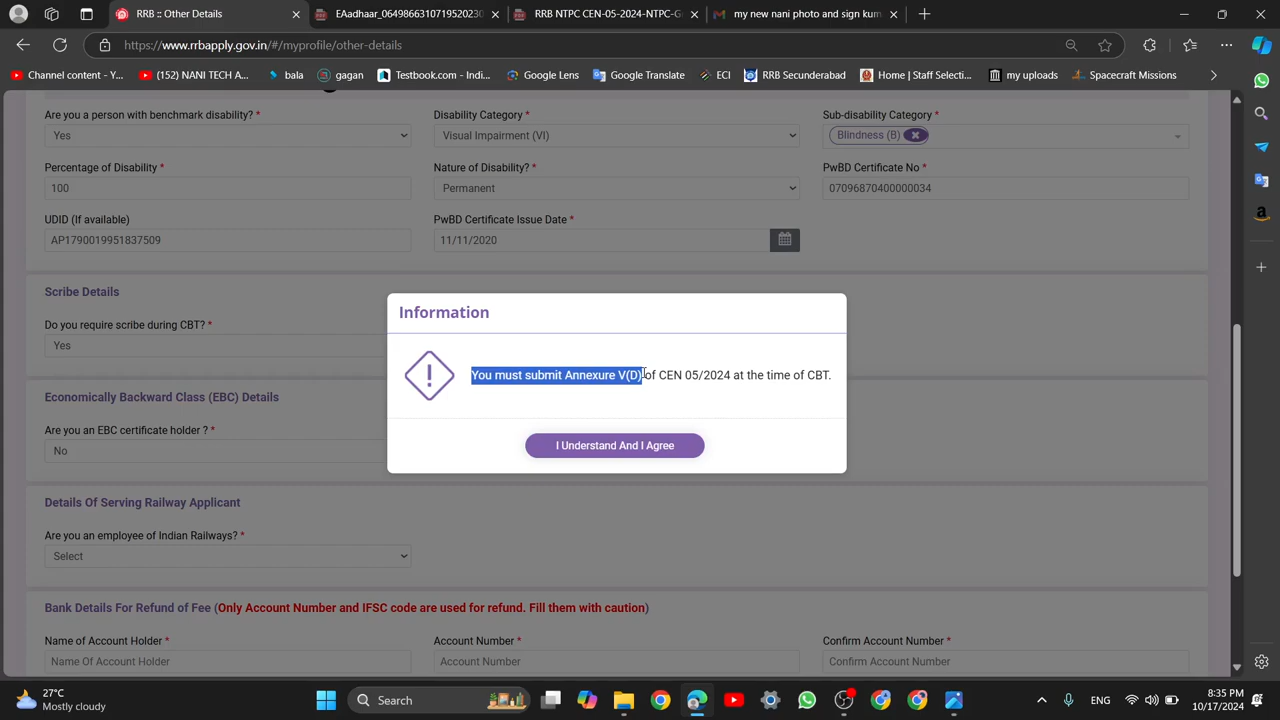 RRB :: Other Details
EAadhaar_064986631071952023
RRB NTPC CEN-05-2024-NTPC-Gr
my new nani photo and sign kum
https://www.rrbapply.gov.in/#/myprofile/other-details
Channel content - Y...
(152) NANI TECH A...
bala
gagan
Testbook.com - Indi...
Google Lens
Google Translate
ECI
RRB Secunderabad
Home | Staff Selecti...
my uploads
Spacecraft Missions
Are you a person with benchmark disability? *
Disability Category *
Sub-disability Category *
Yes
Visual Impairment (VI)
Blindness (B)
Percentage of Disability *
Nature of Disability? *
PwBD Certificate No *
100
Permanent
07096870400000034
UDID (If available)
PwBD Certificate Issue Date *
AP1790019951837509
11/11/2020
Scribe Details
Do you require scribe during CBT? *
Yes
Information
You must submit Annexure V(D) of CEN 05/2024 at the time of CBT.
I Understand And I Agree
Economically Backward Class (EBC) Details
Are you an EBC certificate holder ? *
No
Details Of Serving Railway Applicant
Are you an employee of Indian Railways? *
Select
Bank Details For Refund of Fee (Only Account Number and IFSC code are used for refund. Fill them with caution)
Name of Account Holder *
Account Number *
Confirm Account Number *
Name Of Account Holder
Account Number
Confirm Account Number
27°C
Mostly cloudy
Search
ENG
8:35 PM
10/17/2024